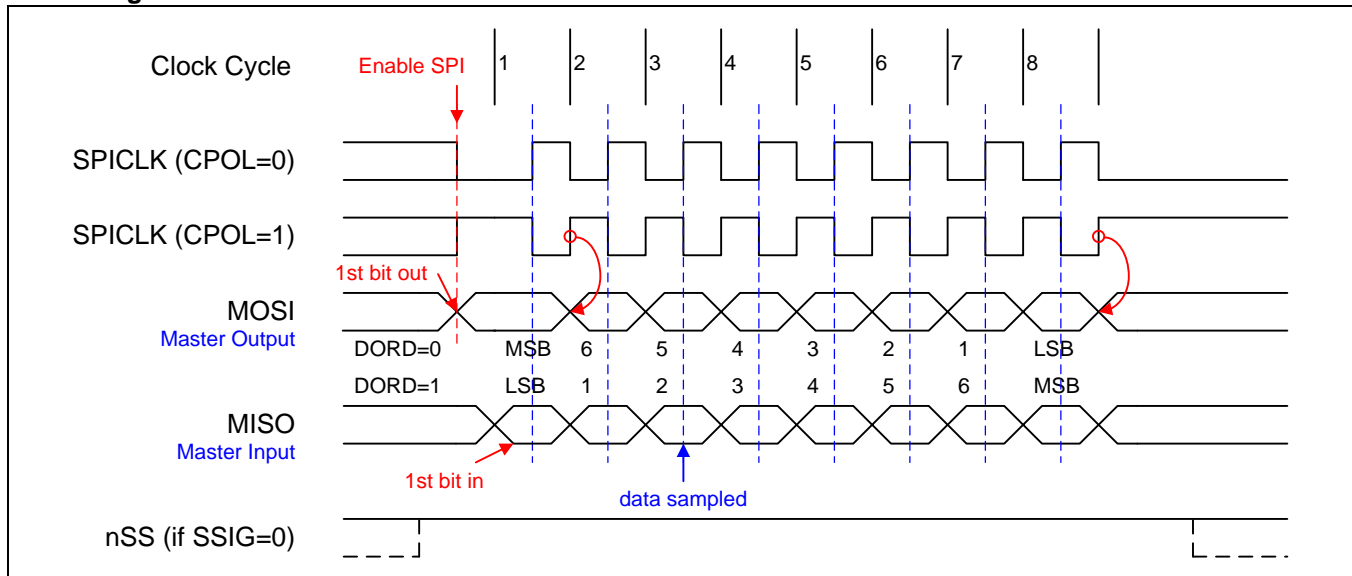 Clock Cycle Enable SPI 1 2 3 4 5 6 7 8
SPICLK (CPOL=0)
SPICLK (CPOL=1)
1st bit out
MOSI
Master Output
DORD=0 MSB 6 5 4 3 2 1 LSB
DORD=1 LSB 1 2 3 4 5 6 MSB
MISO
Master Input
1st bit in
data sampled
nSS (if SSIG=0)